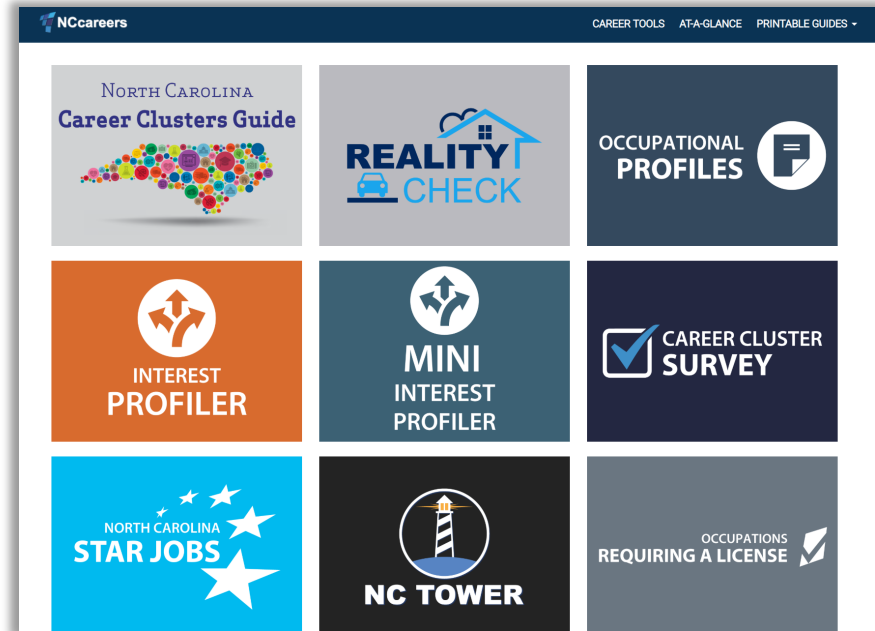 NCcareers
CAREER TOOLS AT-A-GLANCE PRINTABLE GUIDES
NORTH CAROLINA
Career Clusters Guide
REALITY
CHECK
OCCUPATIONAL
PROFILES
INTEREST
PROFILER
MINI
INTEREST
PROFILER
CAREER CLUSTER
SURVEY
NORTH CAROLINA
STAR JOBS
NC TOWER
OCCUPATIONS
REQUIRING A LICENSE